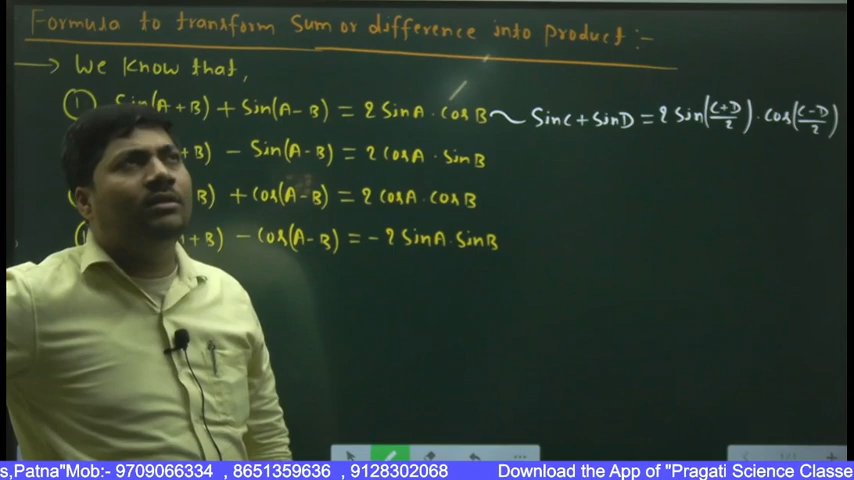 Formula to transform Sum or difference into product :-
→ We know that,
① Sin(A+B) + Sin(A-B) = 2 SinA · CosB ~ SinC + SinD = 2 Sin((C+D)/2) · Cos((C-D)/2)
+B) - Sin(A-B) = 2 CosA · SinB
B) + Cos(A-B) = 2 CosA · CosB
+B) - Cos(A-B) = -2 SinA · SinB
s,Patna"Mob:- 9709066334 , 8651359636 , 9128302068 Download the App of "Pragati Science Classe